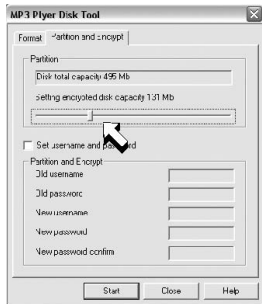 MP3 Plyer Disk Tool
Format Partition and Encrypt
Partition
Disk total capacity 495 Mb
Setting encrypted disk capacity 131 Mb
Set username and password
Partition and Encrypt
Old username
Old password
New username
New password
New password confirm
Start Close Help